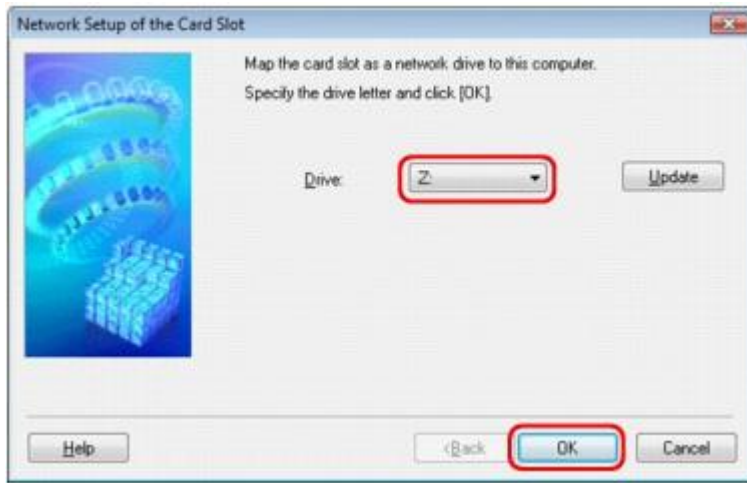 Network Setup of the Card Slot
Map the card slot as a network drive to this computer.
Specify the drive letter and click [OK].
Drive: Z: Update
Help <Back OK Cancel